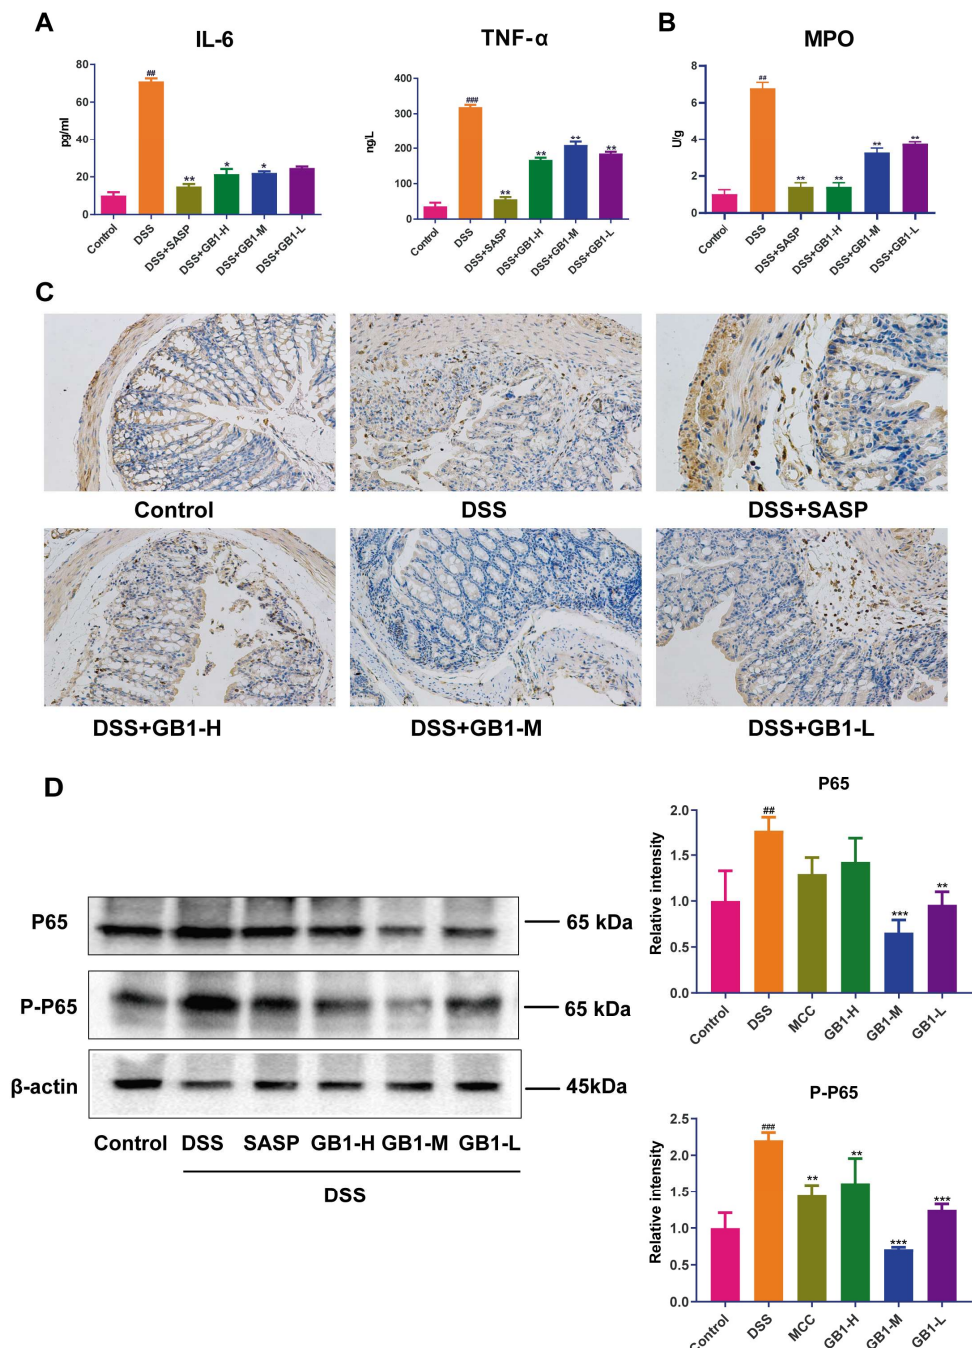 A
B
IL-6
TNF-α
MPO
80
60
40
20
0
pg/ml
##
**
*
*
Control
DSS
DSS+SASP
DSS+GB1-H
DSS+GB1-M
DSS+GB1-L
400
300
200
100
0
ng/L
###
**
**
**
**
Control
DSS
DSS+SASP
DSS+GB1-H
DSS+GB1-M
DSS+GB1-L
8
6
4
2
0
U/g
##
**
**
**
**
Control
DSS
DSS+SASP
DSS+GB1-H
DSS+GB1-M
DSS+GB1-L
C
Control
DSS
DSS+SASP
DSS+GB1-H
DSS+GB1-M
DSS+GB1-L
D
P65
65 kDa
P-P65
65 kDa
β-actin
45kDa
Control
DSS
SASP
GB1-H
GB1-M
GB1-L
DSS
P65
2.0
1.5
1.0
0.5
0.0
Relative intensity
##
***
**
Control
DSS
MCC
GB1-H
GB1-M
GB1-L
P-P65
2.5
2.0
1.5
1.0
0.5
0.0
Relative intensity
###
**
**
***
***
Control
DSS
MCC
GB1-H
GB1-M
GB1-L